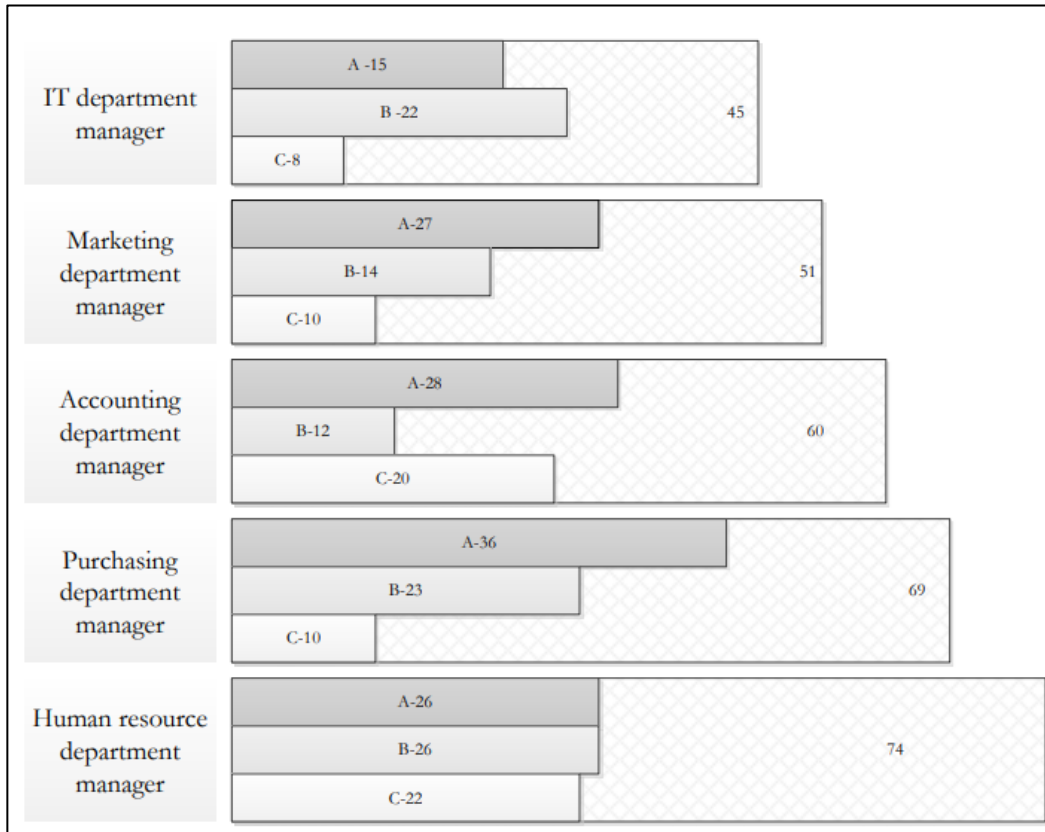 IT department
manager
A -15
B -22
C-8
45
Marketing
department
manager
A-27
B-14
C-10
51
Accounting
department
manager
A-28
B-12
C-20
60
Purchasing
department
manager
A-36
B-23
C-10
69
Human resource
department
manager
A-26
B-26
C-22
74